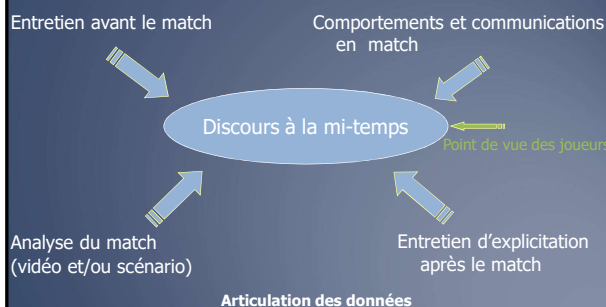 Entretien avant le match
Comportements et communications
en match
Discours à la mi-temps
Point de vue des joueurs
Analyse du match
(vidéo et/ou scénario)
Entretien d'explicitation
après le match
Articulation des données